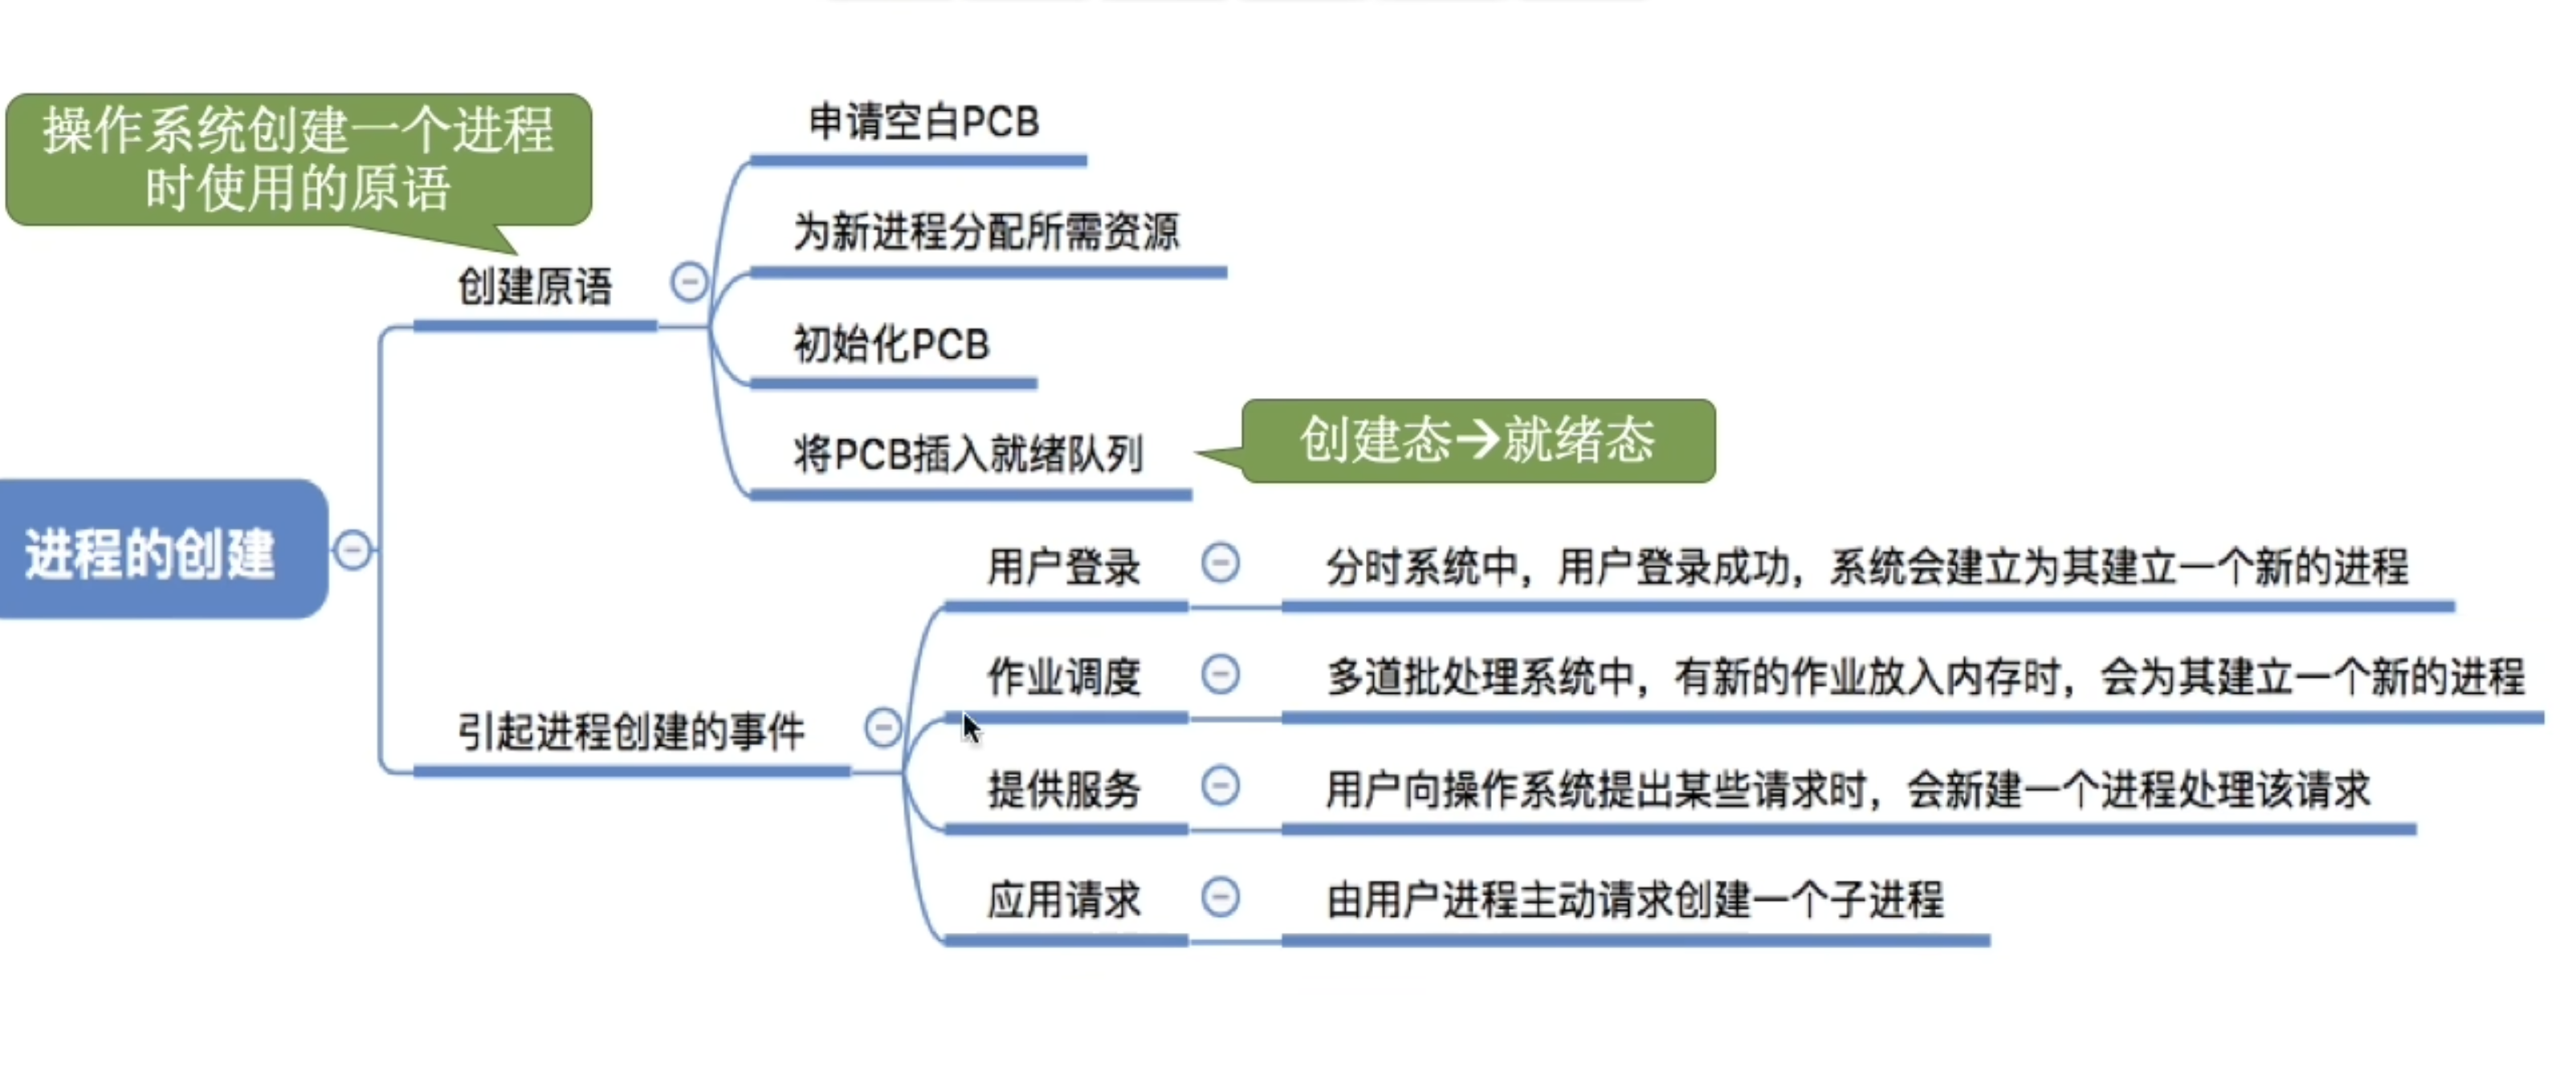 操作系统创建一个进程
时使用的原语
申请空白PCB
为新进程分配所需资源
创建原语
初始化PCB
将PCB插入就绪队列
创建态→就绪态
进程的创建
用户登录
分时系统中，用户登录成功，系统会建立为其建立一个新的进程
作业调度
多道批处理系统中，有新的作业放入内存时，会为其建立一个新的进程
引起进程创建的事件
提供服务
用户向操作系统提出某些请求时，会新建一个进程处理该请求
应用请求
由用户进程主动请求创建一个子进程